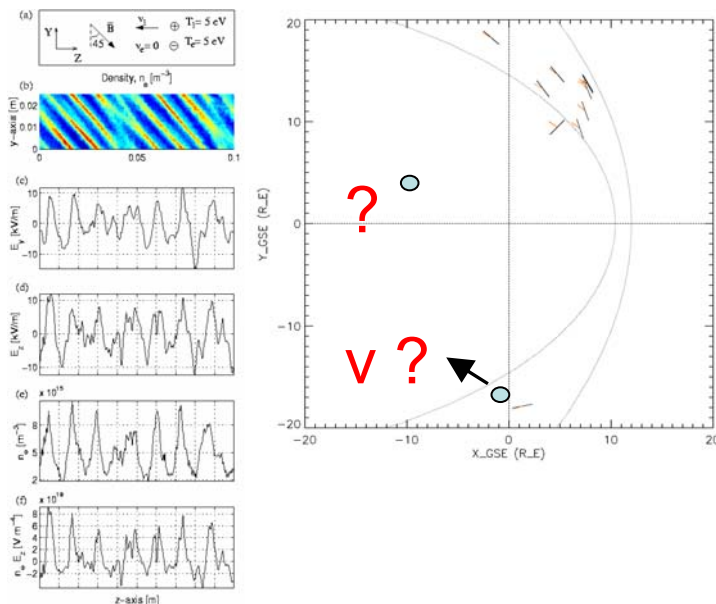 (a)
Y
Z
B
45
v_i
v_e = 0
⊕ T_i= 5 eV
⊖ T_e= 5 eV
Density, n_e [m^-3]
(b)
y-axis [m]
0.02
0.01
0
0
0.05
0.1
(c)
E_y [kV/m]
10
0
-10
(d)
E_z [kV/m]
10
0
-10
(e)
x 10^15
n_e [m^-3]
8
6
4
2
(f)
n_e E_z [V m^-4]
8
6
4
2
0
-2
z-axis [m]
Y_GSE (R_E)
20
10
0
-10
-20
?
v ?
-20
-10
0
10
20
X_GSE (R_E)